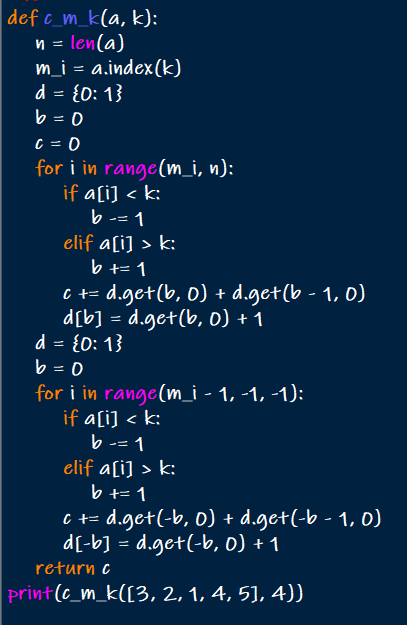 def c_m_k(a, k):
    n = len(a)
    m_i = a.index(k)
    d = {0: 1}
    b = 0
    c = 0
    for i in range(m_i, n):
        if a[i] < k:
            b -= 1
        elif a[i] > k:
            b += 1
        c += d.get(b, 0) + d.get(b - 1, 0)
        d[b] = d.get(b, 0) + 1
    d = {0: 1}
    b = 0
    for i in range(m_i - 1, -1, -1):
        if a[i] < k:
            b -= 1
        elif a[i] > k:
            b += 1
        c += d.get(-b, 0) + d.get(-b - 1, 0)
        d[-b] = d.get(-b, 0) + 1
    return c
print(c_m_k([3, 2, 1, 4, 5], 4))